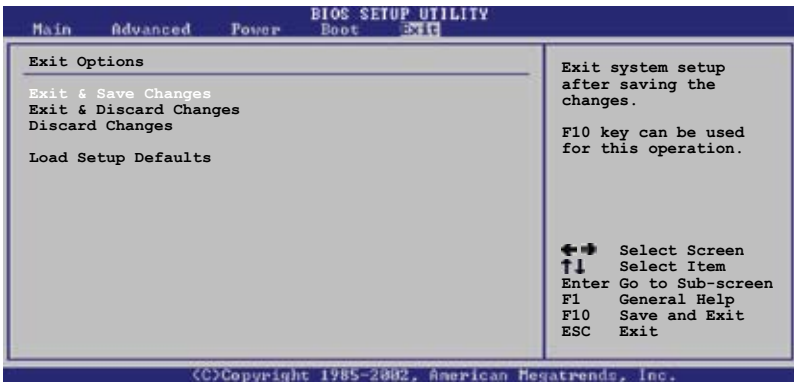 BIOS SETUP UTILITY
Main Advanced Power Boot Exit
Exit Options
Exit & Save Changes
Exit & Discard Changes
Discard Changes
Load Setup Defaults
Exit system setup
after saving the
changes.
F10 key can be used
for this operation.
←→ Select Screen
↑↓ Select Item
Enter Go to Sub-screen
F1 General Help
F10 Save and Exit
ESC Exit
(C)Copyright 1985-2002, American Megatrends, Inc.